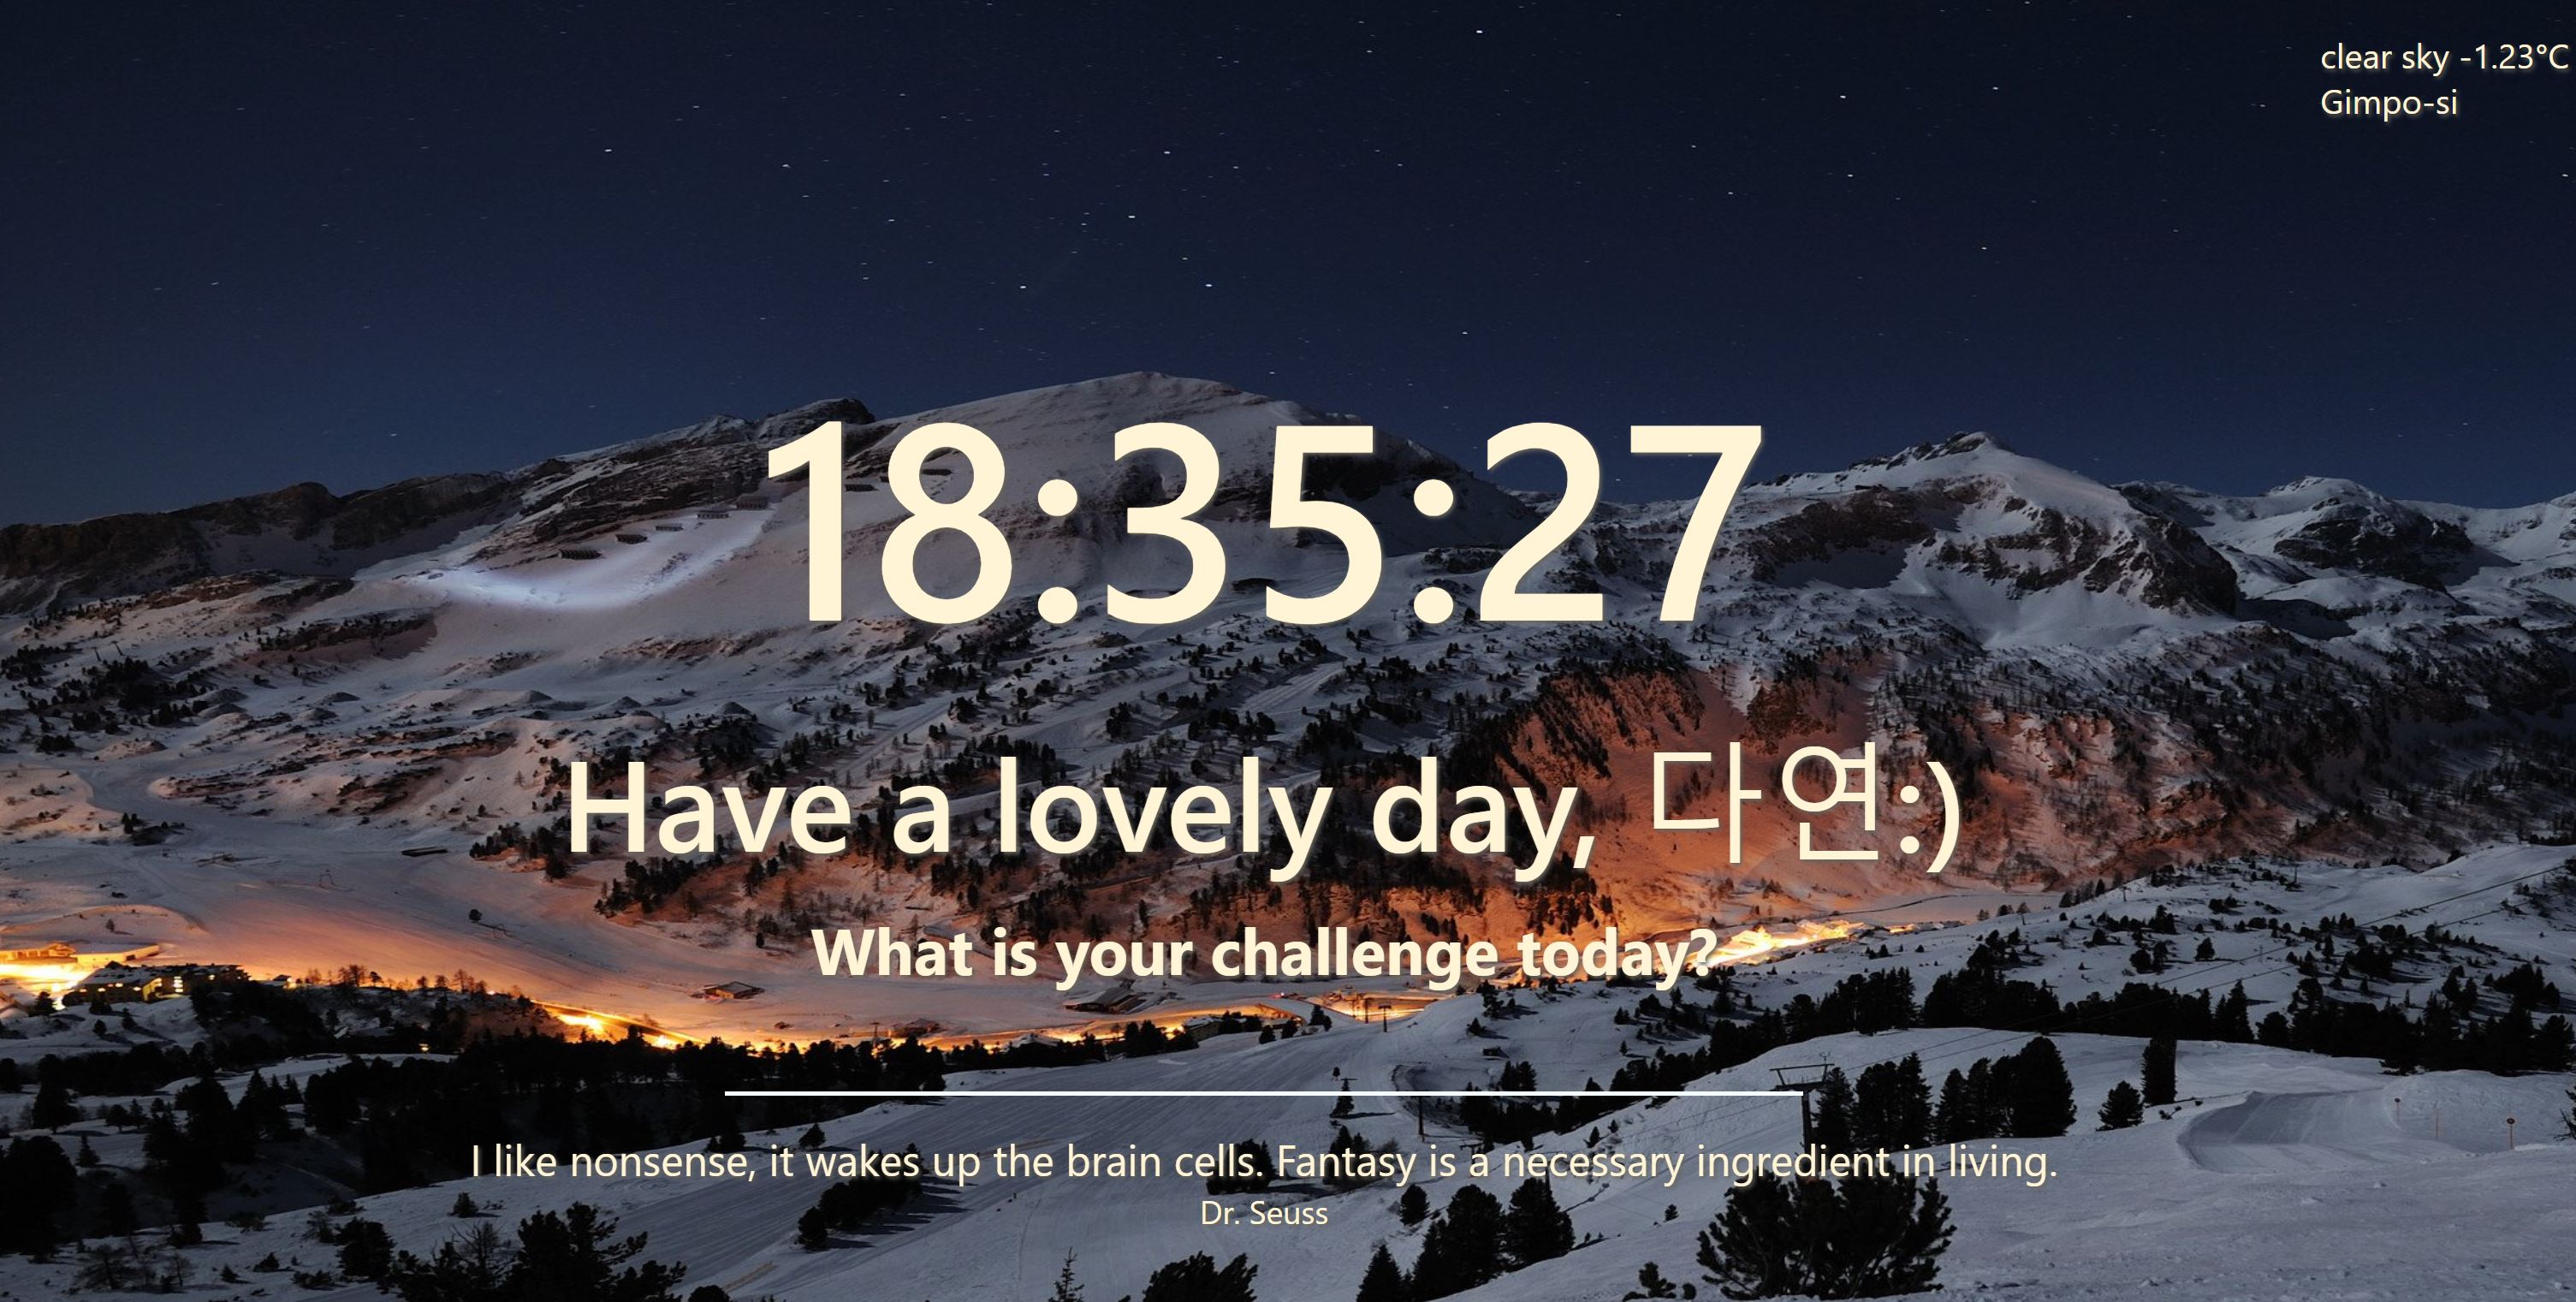 clear sky -1.23°C
Gimpo-si
18:35:27
Have a lovely day, 다연:)
What is your challenge today?
I like nonsense, it wakes up the brain cells. Fantasy is a necessary ingredient in living.
Dr. Seuss